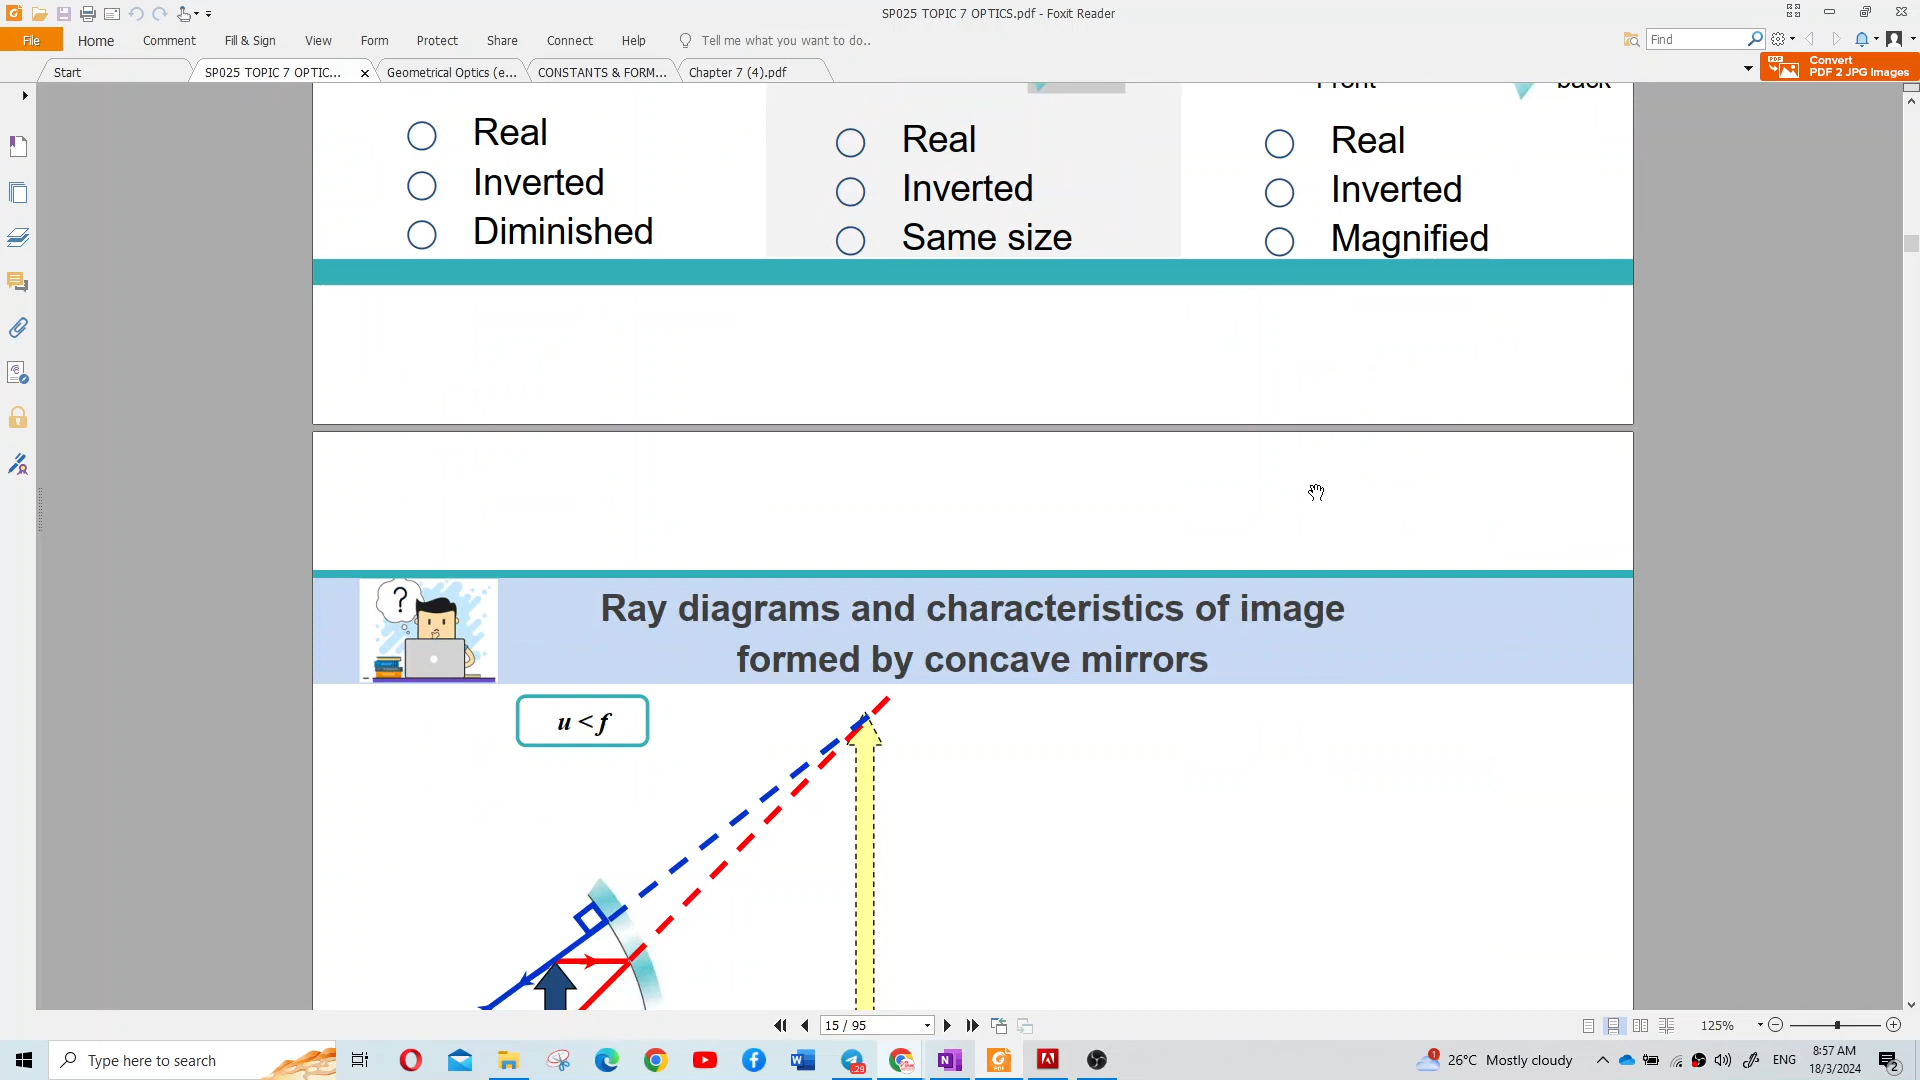 SP025 TOPIC 7 OPTICS.pdf - Foxit Reader
File Home Comment Fill & Sign View Form Protect Share Connect Help Tell me what you want to do.. Find
Start SP025 TOPIC 7 OPTIC... Geometrical Optics (e... CONSTANTS & FORM... Chapter 7 (4).pdf
Convert
PDF 2 JPG Images
Front back
Real Real Real
Inverted Inverted Inverted
Diminished Same size Magnified
?
Ray diagrams and characteristics of image
formed by concave mirrors
u < f
15 / 95 125%
Type here to search 26°C Mostly cloudy ENG 8:57 AM
18/3/2024